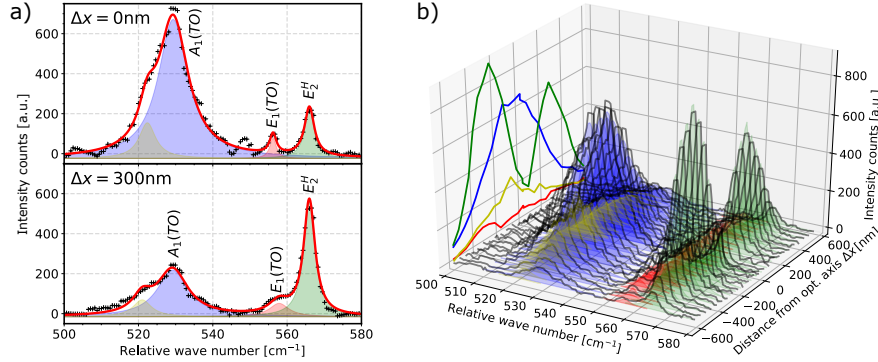 a)
Δx = 0nm
A₁(TO)
E₁(TO)
E₂ᴴ
600
400
200
0
Δx = 300nm
A₁(TO)
E₁(TO)
E₂ᴴ
600
400
200
0
Intensity counts [a.u.]
500 520 540 560 580
Relative wave number [cm⁻¹]
b)
800
600
400
200
0
Intensity counts [a.u.]
500 510 520 530 540 550 560 570 580
Relative wave number [cm⁻¹]
−600 −400 −200 0 200 400 600
Distance from opt. axis Δx[nm]